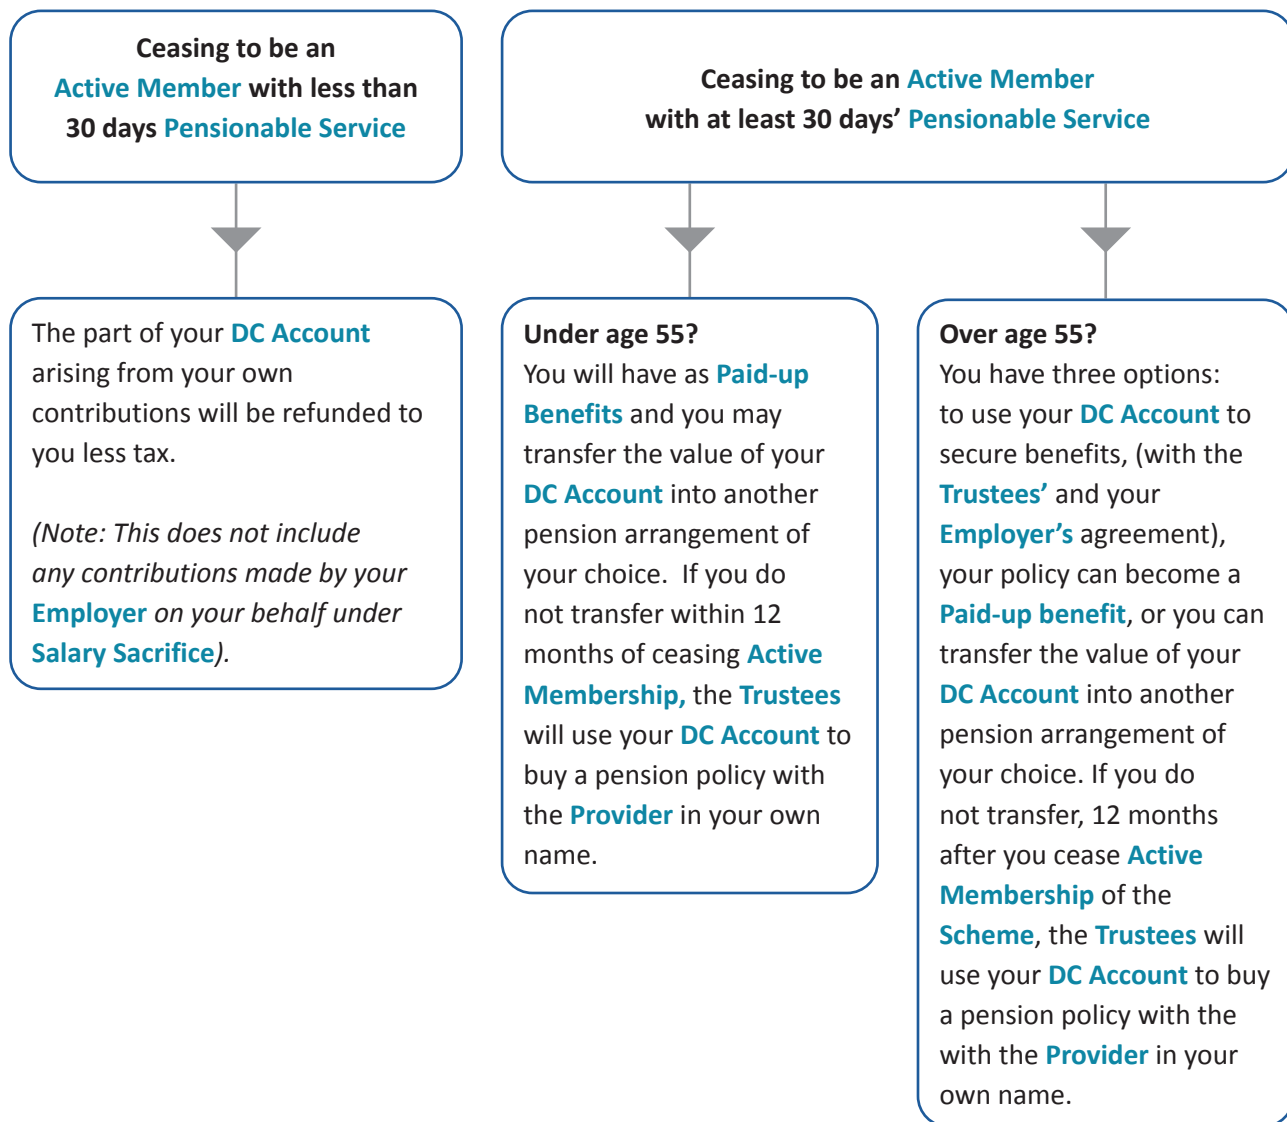 Ceasing to be an
Active Member with less than
30 days Pensionable Service
Ceasing to be an Active Member
with at least 30 days’ Pensionable Service
The part of your DC Account
arising from your own
contributions will be refunded to
you less tax.
(Note: This does not include
any contributions made by your
Employer on your behalf under
Salary Sacrifice).
Under age 55?
You will have as Paid-up
Benefits and you may
transfer the value of your
DC Account into another
pension arrangement of
your choice. If you do
not transfer within 12
months of ceasing Active
Membership, the Trustees
will use your DC Account to
buy a pension policy with
the Provider in your own
name.
Over age 55?
You have three options:
to use your DC Account to
secure benefits, (with the
Trustees’ and your
Employer’s agreement),
your policy can become a
Paid-up benefit, or you can
transfer the value of your
DC Account into another
pension arrangement of
your choice. If you do
not transfer, 12 months
after you cease Active
Membership of the
Scheme, the Trustees will
use your DC Account to buy
a pension policy with the
with the Provider in your
own name.